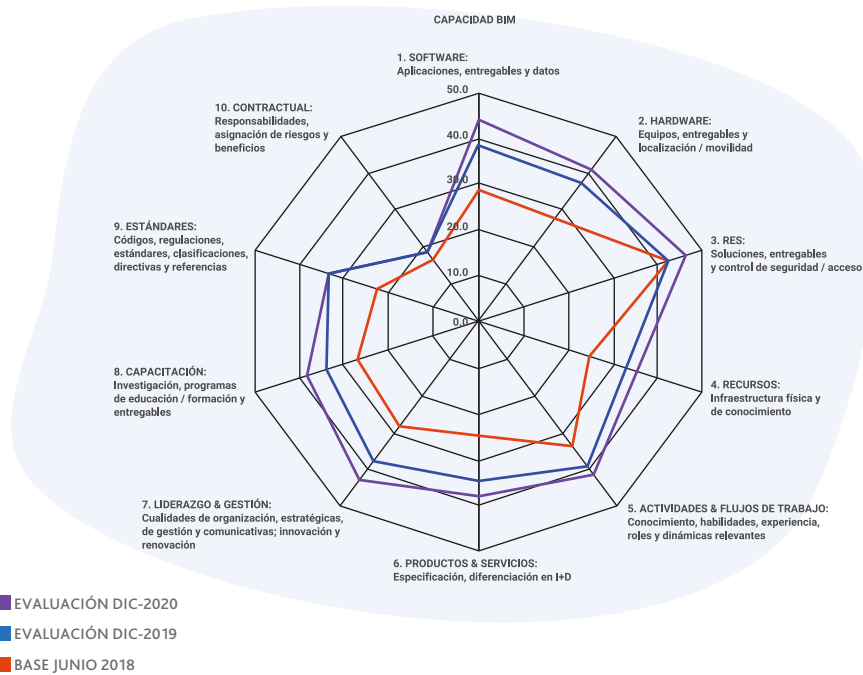 CAPACIDAD BIM
1. SOFTWARE:
Aplicaciones, entregables y datos
50.0
40.0
30.0
20.0
10.0
0.0
2. HARDWARE:
Equipos, entregables y
localización / movilidad
3. RES:
Soluciones, entregables
y control de seguridad / acceso
4. RECURSOS:
Infraestructura física y
de conocimiento
5. ACTIVIDADES & FLUJOS DE TRABAJO:
Conocimiento, habilidades, experiencia,
roles y dinámicas relevantes
6. PRODUCTOS & SERVICIOS:
Especificación, diferenciación en I+D
7. LIDERAZGO & GESTIÓN:
Cualidades de organización, estratégicas,
de gestión y comunicativas; innovación y
renovación
8. CAPACITACIÓN:
Investigación, programas
de educación / formación y
entregables
9. ESTÁNDARES:
Códigos, regulaciones,
estándares, clasificaciones,
directivas y referencias
10. CONTRACTUAL:
Responsabilidades,
asignación de riesgos y
beneficios
EVALUACIÓN DIC-2020
EVALUACIÓN DIC-2019
BASE JUNIO 2018